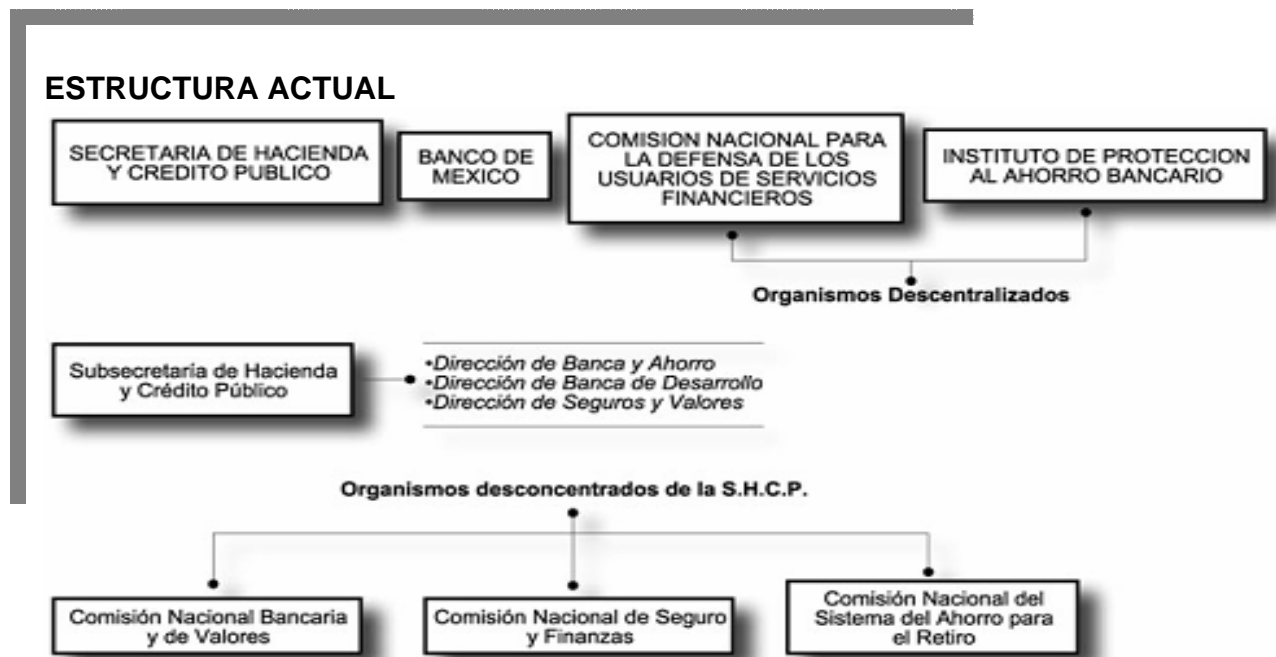 ESTRUCTURA ACTUAL
SECRETARIA DE HACIENDA
Y CREDITO PUBLICO
BANCO DE
MEXICO
COMISION NACIONAL PARA
LA DEFENSA DE LOS
USUARIOS DE SERVICIOS
FINANCIEROS
INSTITUTO DE PROTECCION
AL AHORRO BANCARIO
Organismos Descentralizados
Subsecretaría de Hacienda
y Crédito Público
•Dirección de Banca y Ahorro
•Dirección de Banca de Desarrollo
•Dirección de Seguros y Valores
Organismos desconcentrados de la S.H.C.P.
Comisión Nacional Bancaria
y de Valores
Comisión Nacional de Seguro
y Finanzas
Comisión Nacional del
Sistema del Ahorro para
el Retiro